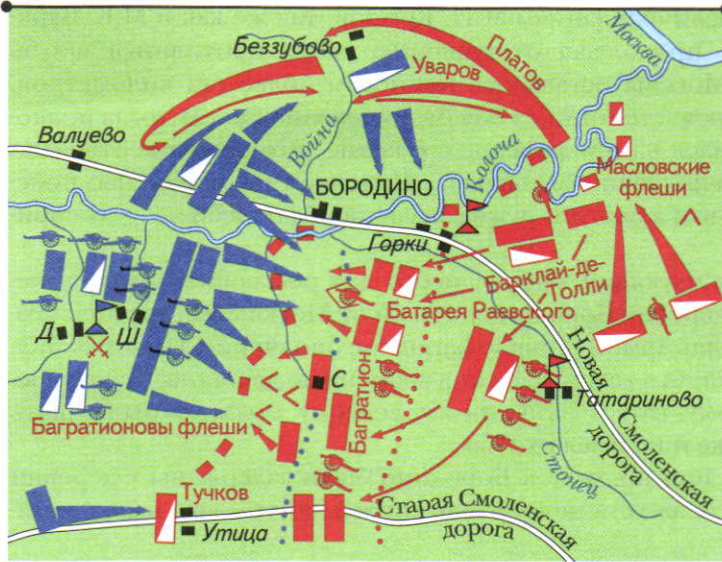 Москва
Беззубово
Платов
Уваров
Валуево
Война
Колоча
Масловские
флеши
БОРОДИНО
Горки
Барклай-де-
Толли
Батарея Раевского
Д
Ш
С
Багратион
Новая Смоленская
дорога
Татариново
Багратионовы флеши
Стонец
Тучков
Старая Смоленская
дорога
Утица